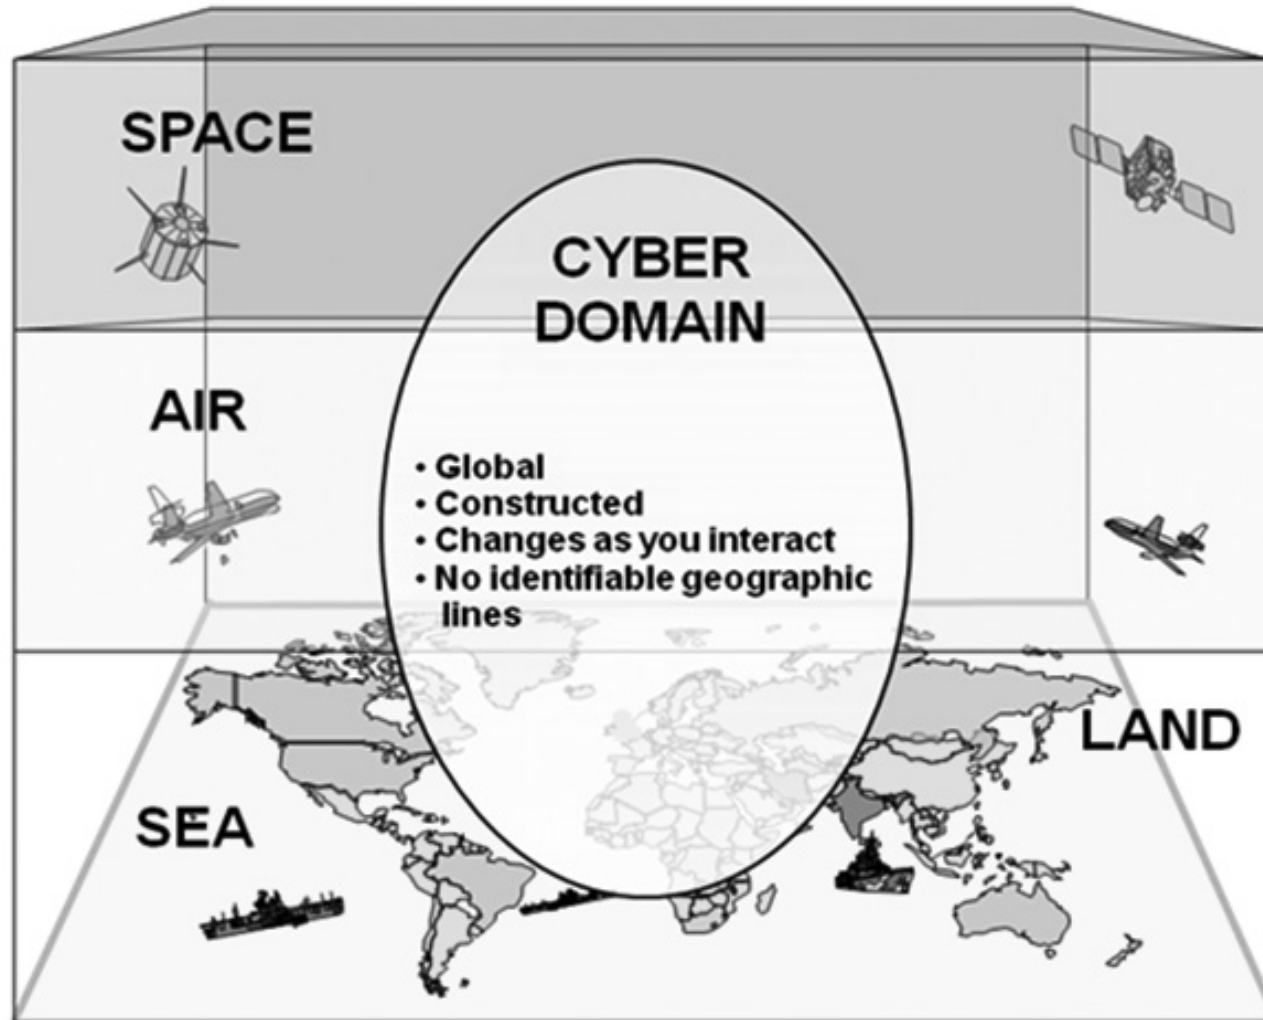 SPACE
CYBER
DOMAIN
AIR
• Global
• Constructed
• Changes as you interact
• No identifiable geographic
lines
LAND
SEA